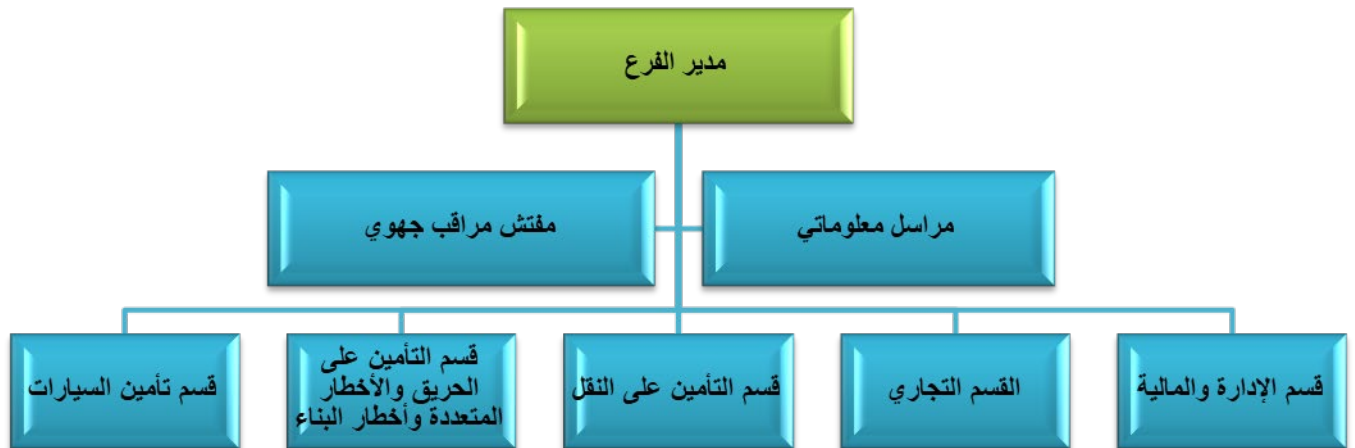 مدير الفرع
مراسل معلوماتي
مفتش مراقب جهوي
قسم الإدارة والمالية
القسم التجاري
قسم التأمين على النقل
قسم التأمين على
الحريق والأخطار
المتعددة وأخطار البناء
قسم تأمين السيارات